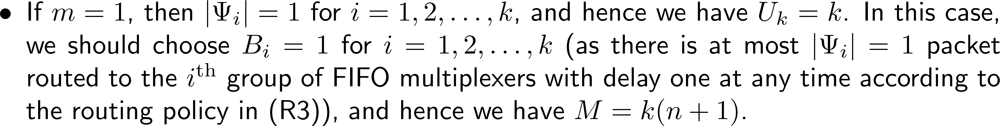 • If m = 1, then |Ψ_i| = 1 for i = 1, 2, . . . , k, and hence we have U_k = k. In this case,
we should choose B_i = 1 for i = 1, 2, . . . , k (as there is at most |Ψ_i| = 1 packet
routed to the i^th group of FIFO multiplexers with delay one at any time according to
the routing policy in (R3)), and hence we have M = k(n + 1).